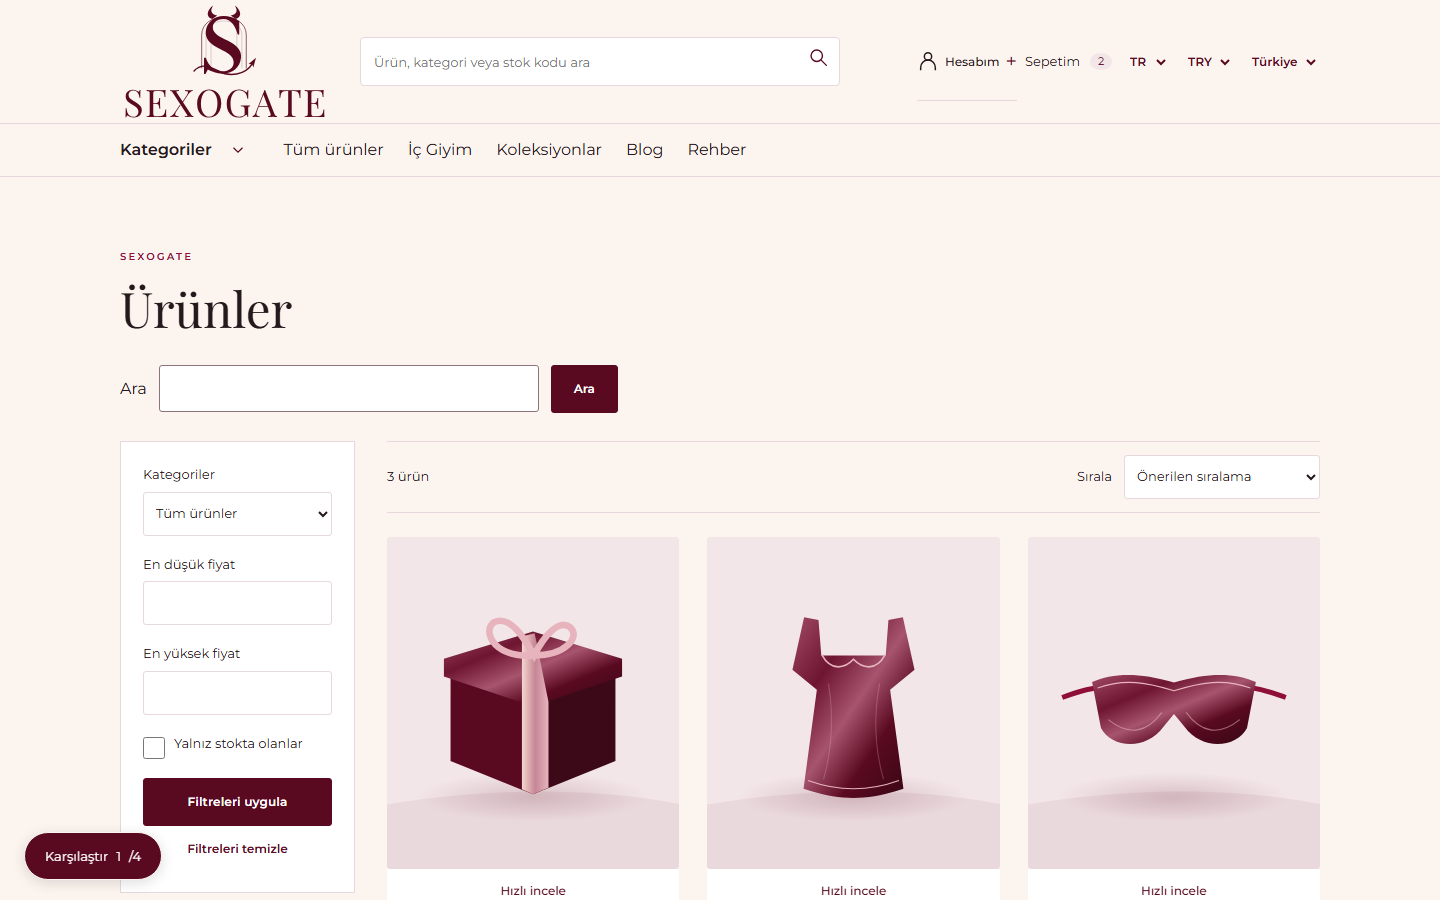 S
SEXOGATE
Ürün, kategori veya stok kodu ara
Hesabım + Sepetim 2 TR TRY Türkiye
Kategoriler Tüm ürünler İç Giyim Koleksiyonlar Blog Rehber
SEXOGATE
Ürünler
Ara Ara
Kategoriler
Tüm ürünler
En düşük fiyat
En yüksek fiyat
Yalnız stokta olanlar
Filtreleri uygula
Filtreleri temizle
Karşılaştır 1 /4
3 ürün Sırala Önerilen sıralama
Hızlı incele Hızlı incele Hızlı incele